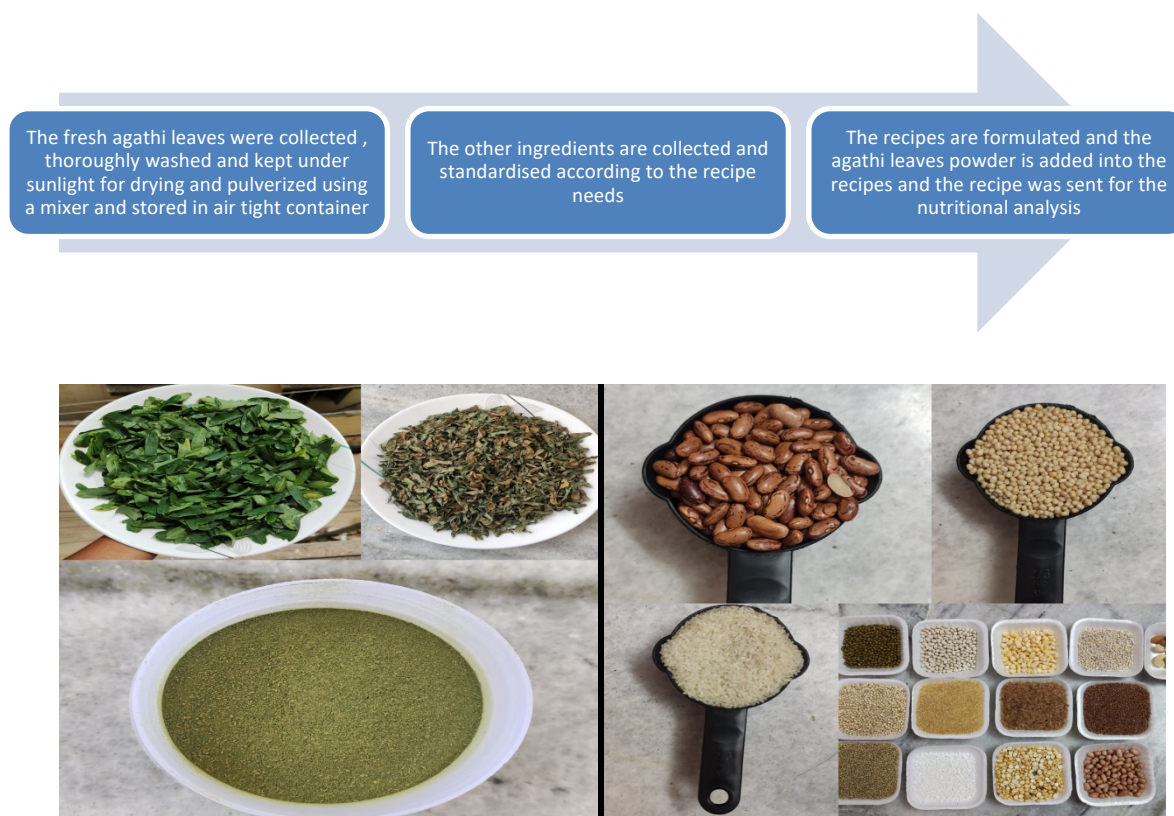 The fresh agathi leaves were collected ,
thoroughly washed and kept under
sunlight for drying and pulverized using
a mixer and stored in air tight container
The other ingredients are collected and
standardised according to the recipe
needs
The recipes are formulated and the
agathi leaves powder is added into the
recipes and the recipe was sent for the
nutritional analysis